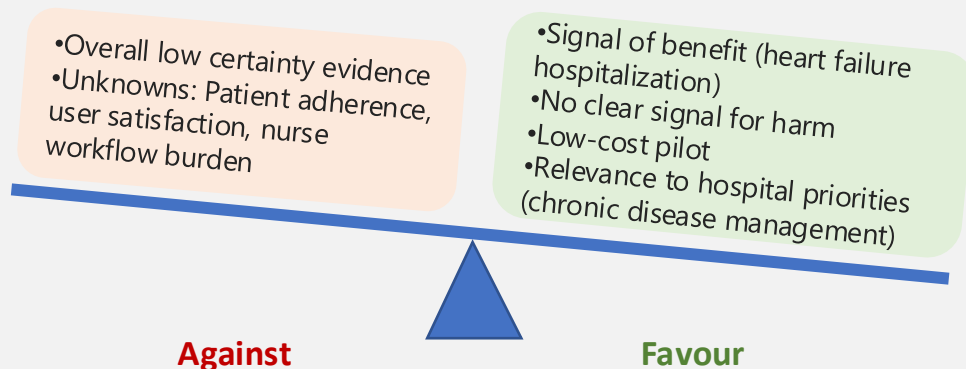 •Overall low certainty evidence
•Unknowns: Patient adherence,
user satisfaction, nurse
workflow burden
•Signal of benefit (heart failure
hospitalization)
•No clear signal for harm
•Low-cost pilot
•Relevance to hospital priorities
(chronic disease management)
Against
Favour